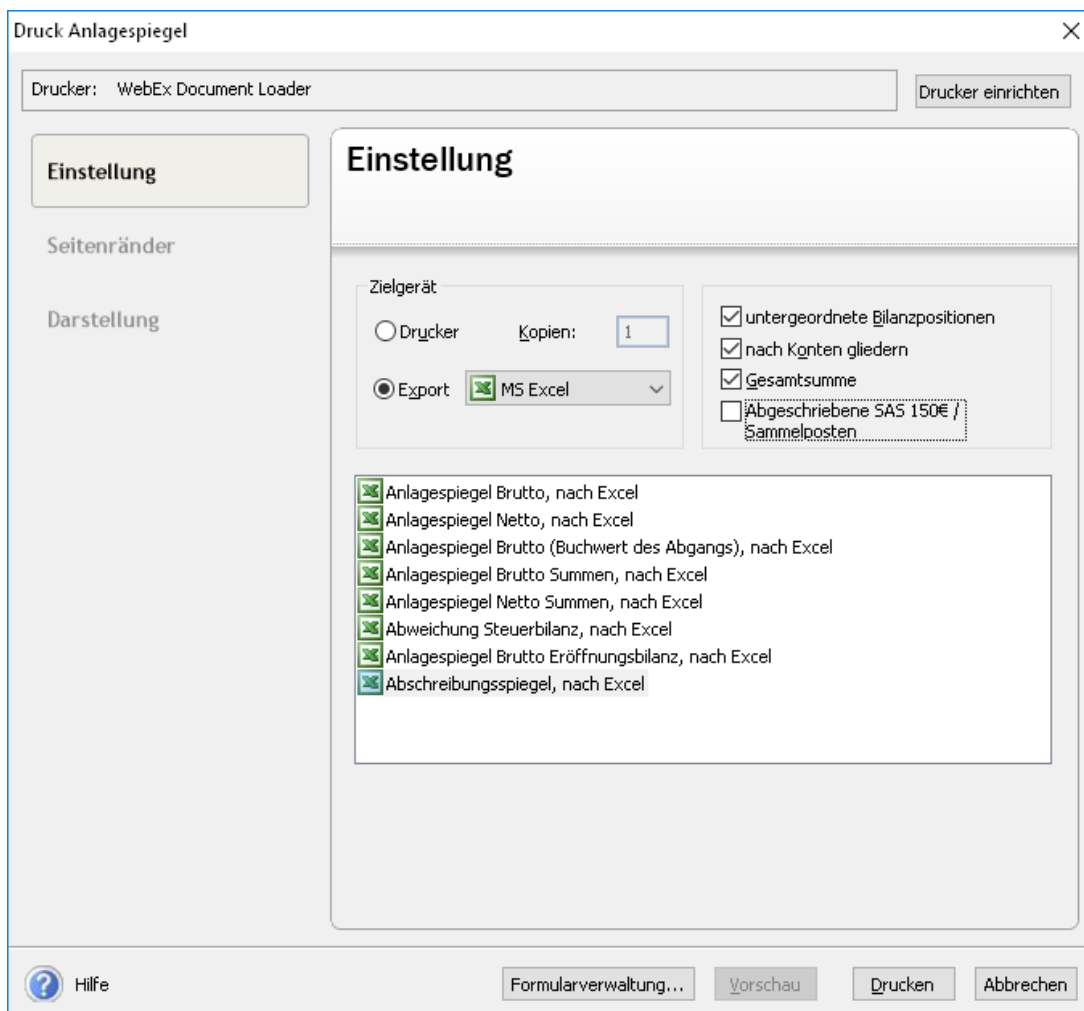 Druck Anlagespiegel
Drucker: WebEx Document Loader
Drucker einrichten
Einstellung
Seitenränder
Darstellung
Einstellung
Zielgerät
Drucker Kopien: 1
Export MS Excel
untergeordnete Bilanzpositionen
nach Konten gliedern
Gesamtsumme
Abgeschriebene SAS 150€ /
Sammelposten
Anlagespiegel Brutto, nach Excel
Anlagespiegel Netto, nach Excel
Anlagespiegel Brutto (Buchwert des Abgangs), nach Excel
Anlagespiegel Brutto Summen, nach Excel
Anlagespiegel Netto Summen, nach Excel
Abweichung Steuerbilanz, nach Excel
Anlagespiegel Brutto Eröffnungsbilanz, nach Excel
Abschreibungsspiegel, nach Excel
Hilfe
Formularverwaltung...
Vorschau
Drucken
Abbrechen